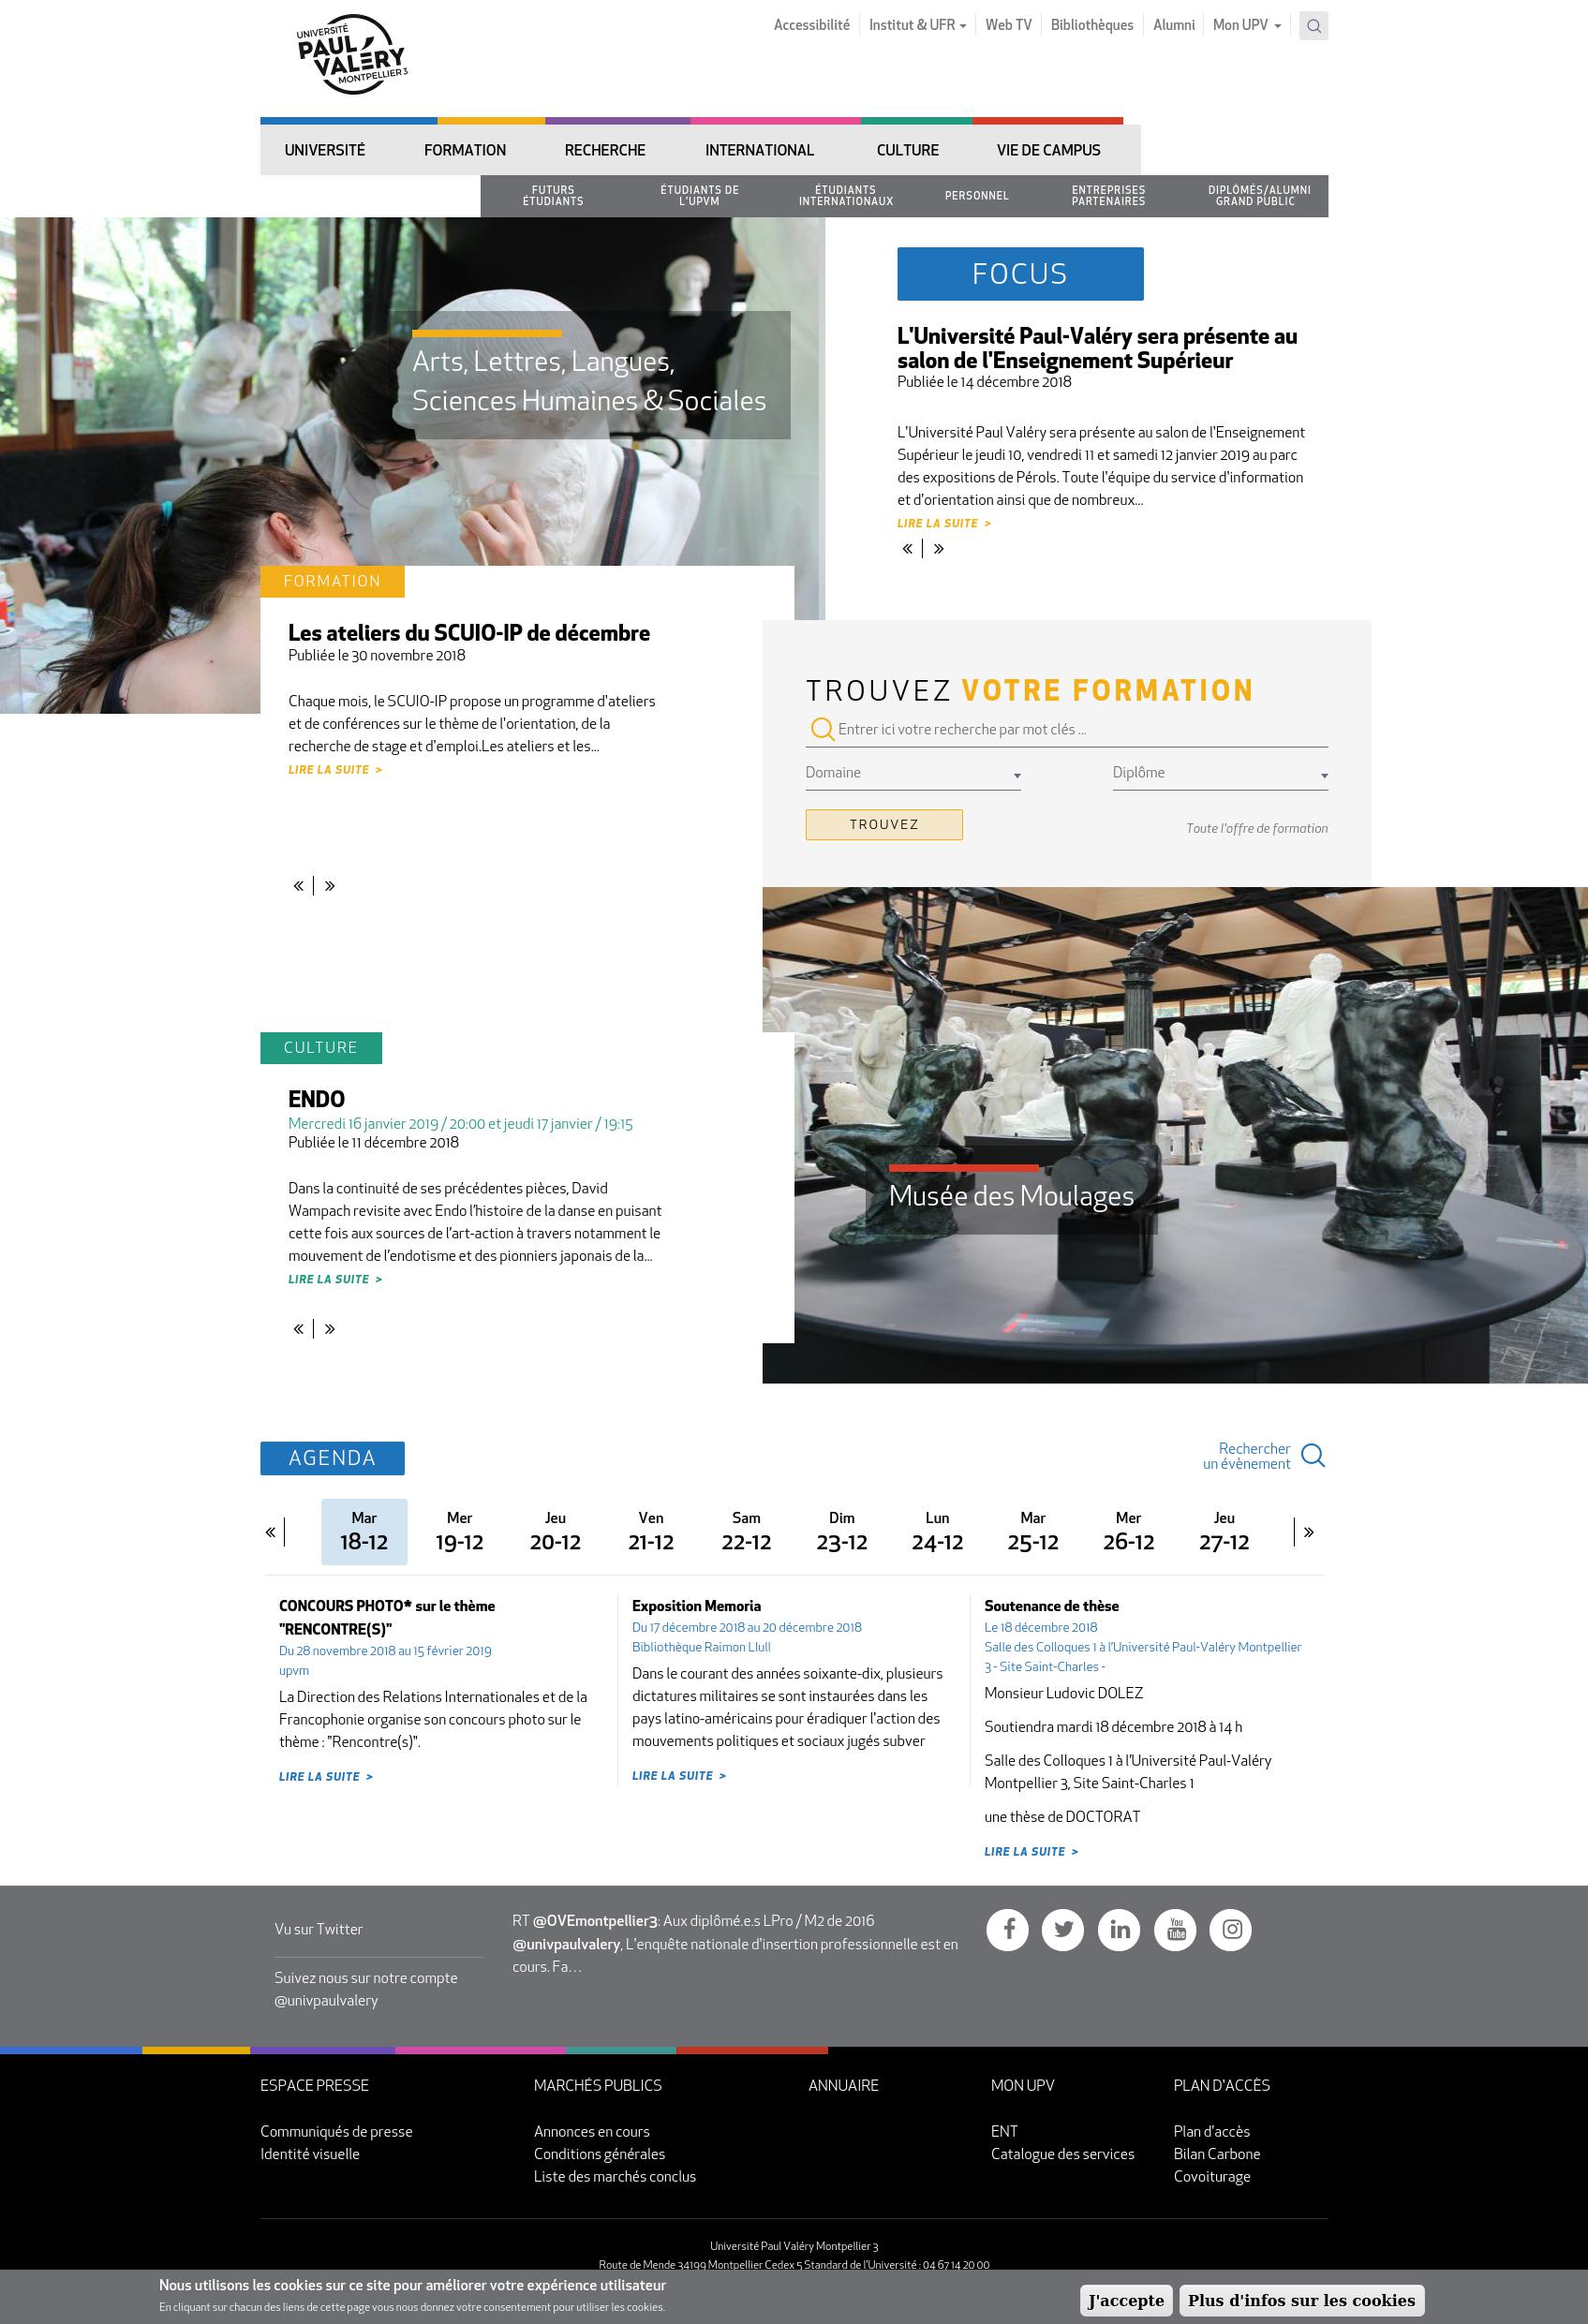 UNIVERSITÉ
PAUL
VALÉRY
MONTPELLIER 3
Accessibilité
Institut & UFR
Web TV
Bibliothèques
Alumni
Mon UPV
UNIVERSITÉ
FORMATION
RECHERCHE
INTERNATIONAL
CULTURE
VIE DE CAMPUS
FUTURS
ÉTUDIANTS
ÉTUDIANTS DE
L'UPVM
ÉTUDIANTS
INTERNATIONAUX
PERSONNEL
ENTREPRISES
PARTENAIRES
DIPLÔMÉS/ALUMNI
GRAND PUBLIC
Arts, Lettres, Langues,
Sciences Humaines & Sociales
FOCUS
L'Université Paul-Valéry sera présente au
salon de l'Enseignement Supérieur
Publiée le 14 décembre 2018
L'Université Paul Valéry sera présente au salon de l'Enseignement
Supérieur le jeudi 10, vendredi 11 et samedi 12 janvier 2019 au parc
des expositions de Pérols. Toute l'équipe du service d'information
et d'orientation ainsi que de nombreux...
LIRE LA SUITE >
« | »
FORMATION
Les ateliers du SCUIO-IP de décembre
Publiée le 30 novembre 2018
Chaque mois, le SCUIO-IP propose un programme d'ateliers
et de conférences sur le thème de l'orientation, de la
recherche de stage et d'emploi.Les ateliers et les...
LIRE LA SUITE >
« | »
TROUVEZ VOTRE FORMATION
Entrer ici votre recherche par mot clés ...
Domaine
Diplôme
TROUVEZ
Toute l'offre de formation
CULTURE
ENDO
Mercredi 16 janvier 2019 / 20:00 et jeudi 17 janvier / 19:15
Publiée le 11 décembre 2018
Dans la continuité de ses précédentes pièces, David
Wampach revisite avec Endo l’histoire de la danse en puisant
cette fois aux sources de l’art-action à travers notamment le
mouvement de l’endotisme et des pionniers japonais de la...
LIRE LA SUITE >
« | »
Musée des Moulages
AGENDA
Rechercher
un évènement
«
Mar
18-12
Mer
19-12
Jeu
20-12
Ven
21-12
Sam
22-12
Dim
23-12
Lun
24-12
Mar
25-12
Mer
26-12
Jeu
27-12
»
CONCOURS PHOTO* sur le thème
"RENCONTRE(S)"
Du 28 novembre 2018 au 15 février 2019
upvm
La Direction des Relations Internationales et de la
Francophonie organise son concours photo sur le
thème : "Rencontre(s)".
LIRE LA SUITE >
Exposition Memoria
Du 17 décembre 2018 au 20 décembre 2018
Bibliothèque Raimon Llull
Dans le courant des années soixante-dix, plusieurs
dictatures militaires se sont instaurées dans les
pays latino-américains pour éradiquer l'action des
mouvements politiques et sociaux jugés subver
LIRE LA SUITE >
Soutenance de thèse
Le 18 décembre 2018
Salle des Colloques 1 à l’Université Paul-Valéry Montpellier
3 - Site Saint-Charles -
Monsieur Ludovic DOLEZ
Soutiendra mardi 18 décembre 2018 à 14 h
Salle des Colloques 1 à l’Université Paul-Valéry
Montpellier 3, Site Saint-Charles 1
une thèse de DOCTORAT
LIRE LA SUITE >
Vu sur Twitter
Suivez nous sur notre compte
@univpaulvalery
RT @OVEmontpellier3: Aux diplômé.e.s LPro / M2 de 2016
@univpaulvalery, L'enquête nationale d'insertion professionnelle est en
cours. Fa…
f
in
You
Tube
ESPACE PRESSE
Communiqués de presse
Identité visuelle
MARCHÉS PUBLICS
Annonces en cours
Conditions générales
Liste des marchés conclus
ANNUAIRE
MON UPV
ENT
Catalogue des services
PLAN D'ACCÈS
Plan d'accès
Bilan Carbone
Covoiturage
Université Paul Valéry Montpellier 3
Route de Mende 34199 Montpellier Cedex 5 Standard de l'Université : 04 67 14 20 00
Nous utilisons les cookies sur ce site pour améliorer votre expérience utilisateur
En cliquant sur chacun des liens de cette page vous nous donnez votre consentement pour utiliser les cookies.
J'accepte
Plus d'infos sur les cookies